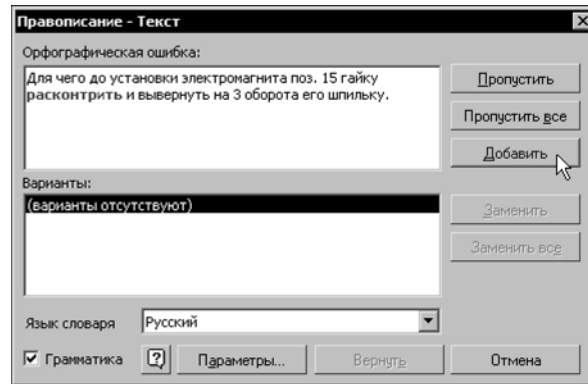 Правописание - Текст
Орфографическая ошибка:
Для чего до установки электромагнита поз. 15 гайку
расконтрить и вывернуть на 3 оборота его шпильку.
Пропустить
Пропустить все
Добавить
Варианты:
(варианты отсутствуют)
Заменить
Заменить все
Язык словаря
Русский
Грамматика
Параметры...
Вернуть
Отмена